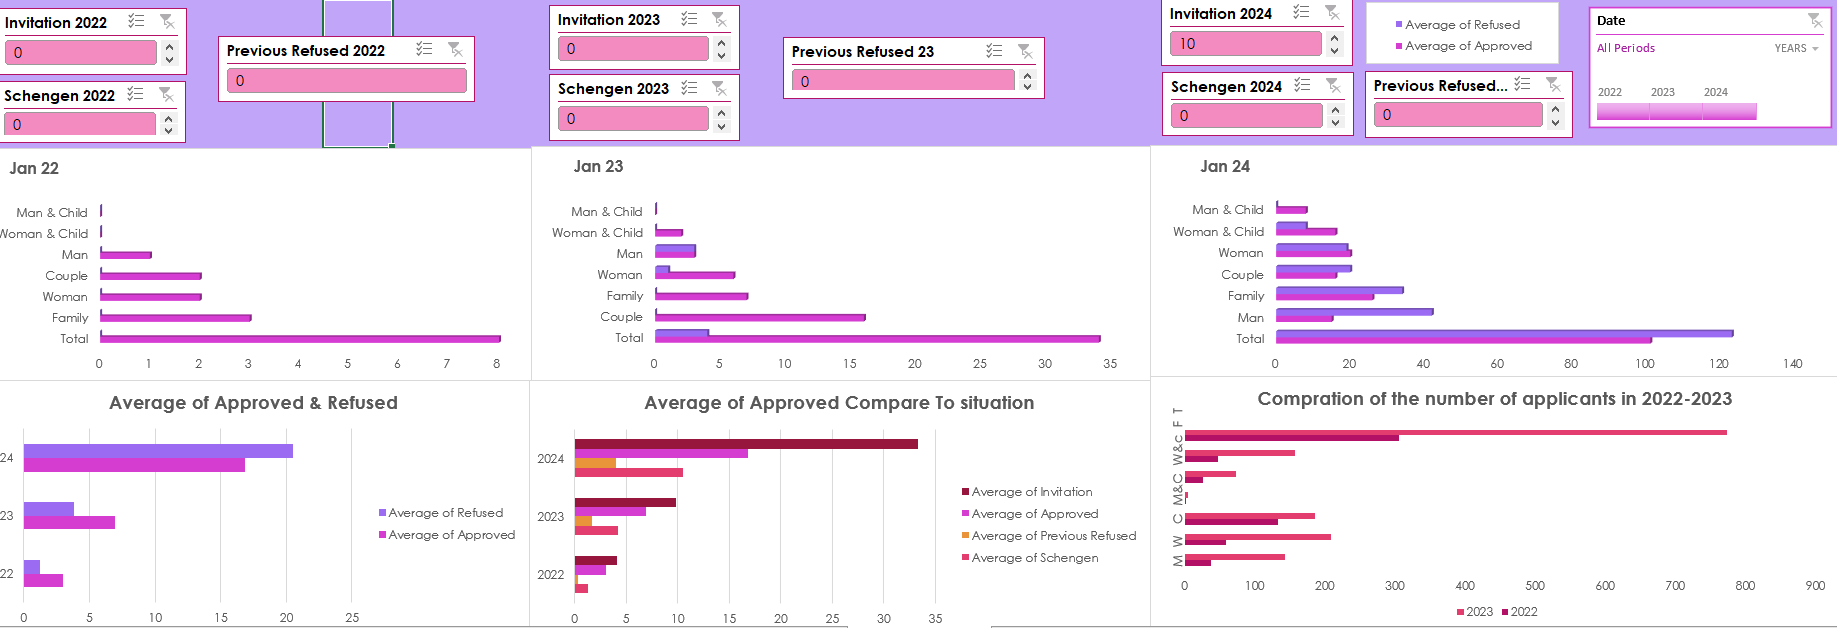 Invitation 2022
0
Schengen 2022
0
Previous Refused 2022
0
Invitation 2023
0
Schengen 2023
0
Previous Refused 23
0
Invitation 2024
10
Schengen 2024
0
Average of Refused
Average of Approved
Previous Refused...
0
Date
All Periods YEARS
2022 2023 2024
Jan 22
Man & Child
Woman & Child
Man
Couple
Woman
Family
Total
0 1 2 3 4 5 6 7 8
Jan 23
Man & Child
Woman & Child
Man
Woman
Family
Couple
Total
0 5 10 15 20 25 30 35
Jan 24
Man & Child
Woman & Child
Woman
Couple
Family
Man
Total
0 20 40 60 80 100 120 140
Average of Approved & Refused
24
23
22
0 5 10 15 20 25
Average of Refused
Average of Approved
Average of Approved Compare To situation
2024
2023
2022
0 5 10 15 20 25 30 35
Average of Invitation
Average of Approved
Average of Previous Refused
Average of Schengen
Compration of the number of applicants in 2022-2023
T
F
W&c
M&C
C
W
M
0 100 200 300 400 500 600 700 800 900
2023 2022